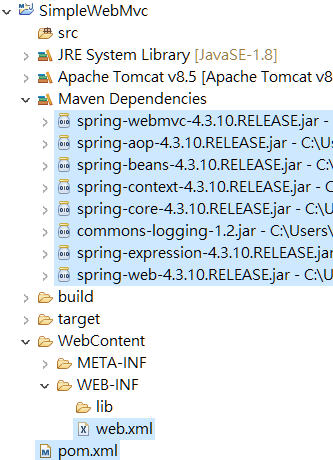 SimpleWebMvc
src
JRE System Library [JavaSE-1.8]
Apache Tomcat v8.5 [Apache Tomcat v8
Maven Dependencies
spring-webmvc-4.3.10.RELEASE.jar -
spring-aop-4.3.10.RELEASE.jar - C:\Us
spring-beans-4.3.10.RELEASE.jar - C:\
spring-context-4.3.10.RELEASE.jar - C
spring-core-4.3.10.RELEASE.jar - C:\U
commons-logging-1.2.jar - C:\Users\
spring-expression-4.3.10.RELEASE.jar
spring-web-4.3.10.RELEASE.jar - C:\U
build
target
WebContent
META-INF
WEB-INF
lib
web.xml
pom.xml